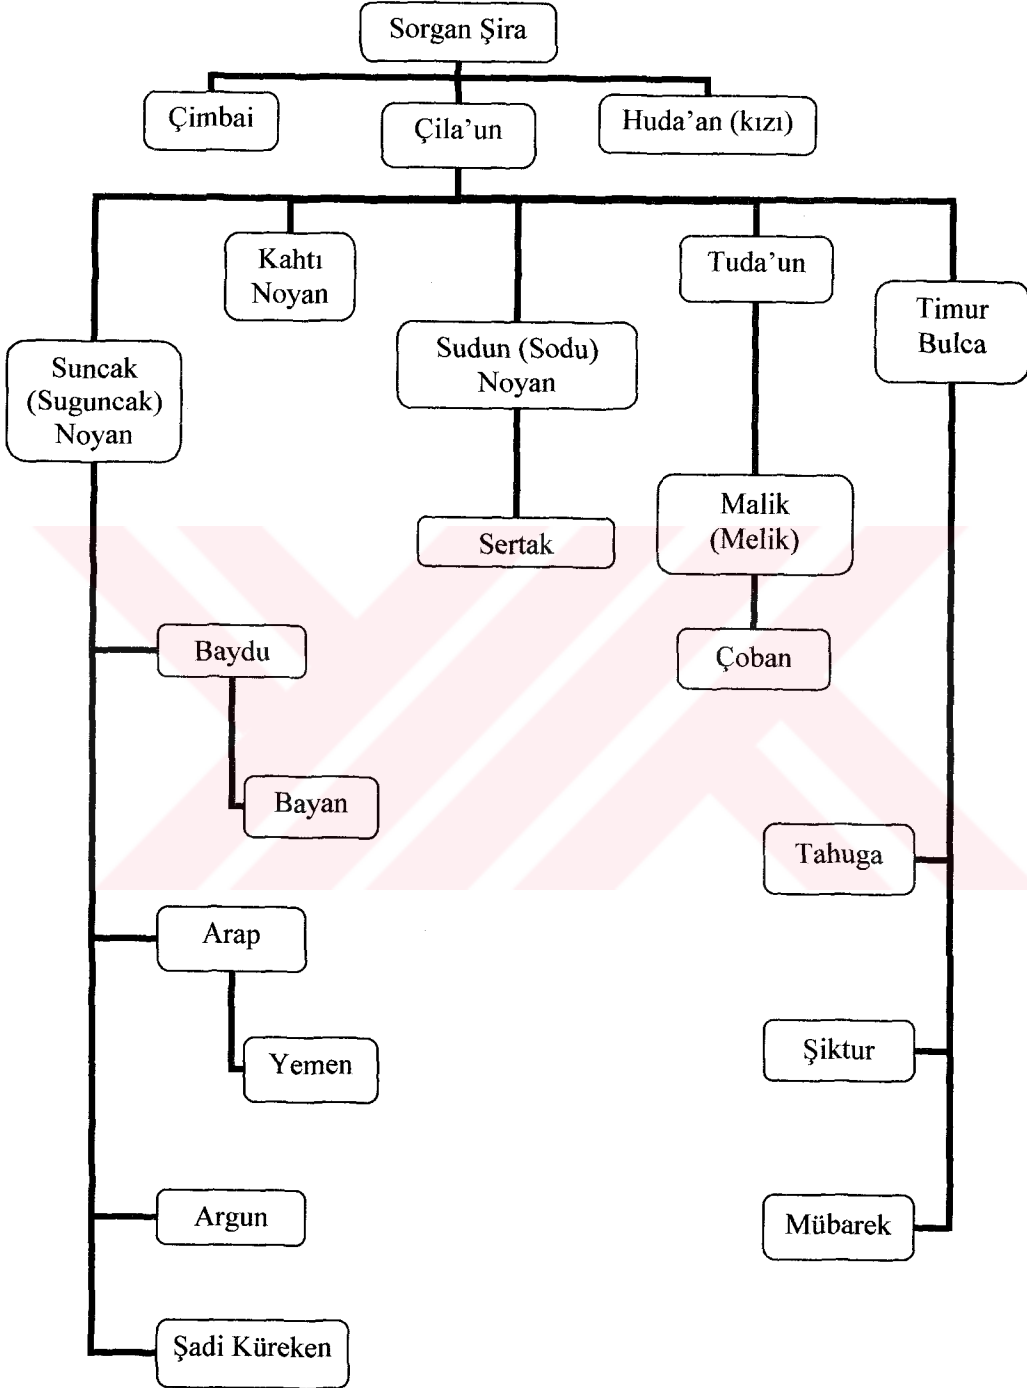 Sorgan Şira
Çimbai
Çila'un
Huda'an (kızı)
Kahtı
Noyan
Tuda'un
Timur
Bulca
Sudun (Sodu)
Noyan
Suncak
(Suguncak)
Noyan
Malik
(Melik)
Sertak
Baydu
Çoban
Bayan
Tahuga
Arap
Şiktur
Yemen
Argun
Mübarek
Şadi Küreken